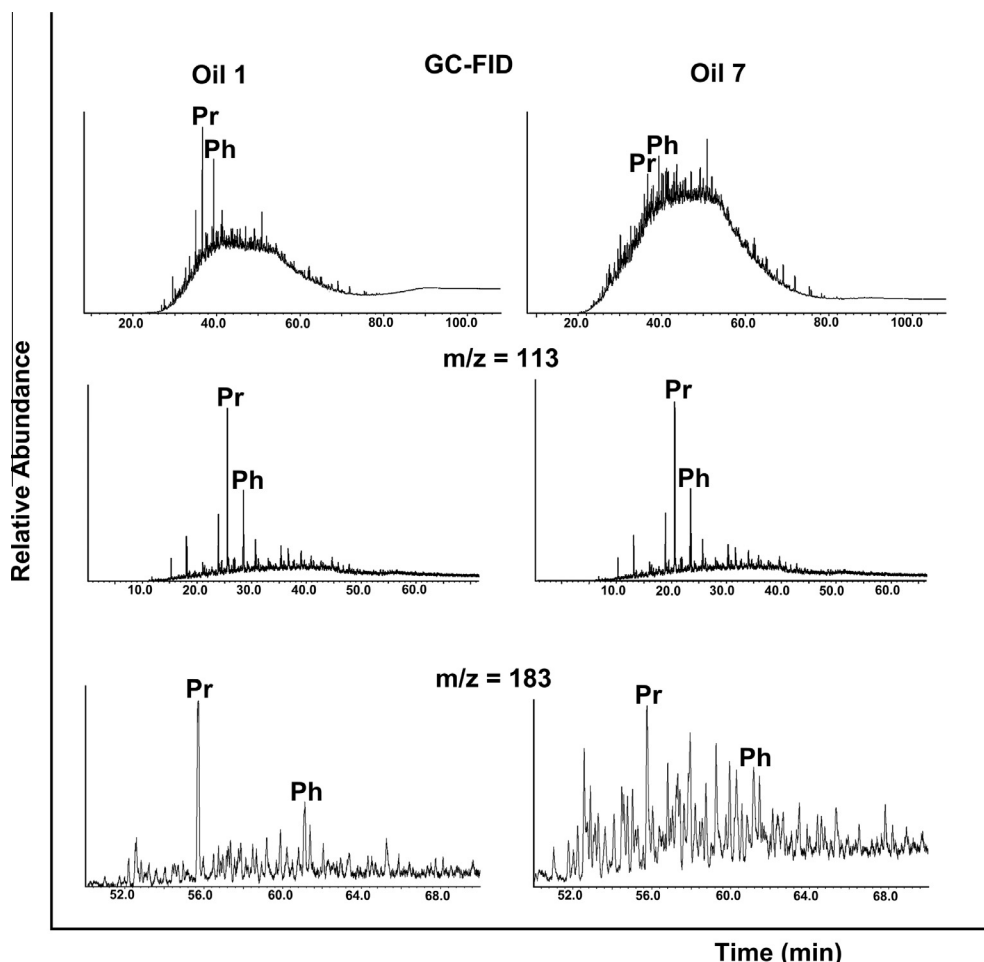 GC-FID
Oil 1
Oil 7
Pr
Ph
Pr
Ph
20.0 40.0 60.0 80.0 100.0
20.0 40.0 60.0 80.0 100.0
m/z = 113
Pr
Ph
Pr
Ph
10.0 20.0 30.0 40.0 50.0
10.0 20.0 30.0 40.0 50.0 60.0
m/z = 183
Pr
Ph
Pr
Ph
52.0 56.0 60.0 64.0 68.0
52.0 56.0 60.0 64.0 68.0
Relative Abundance
Time (min)